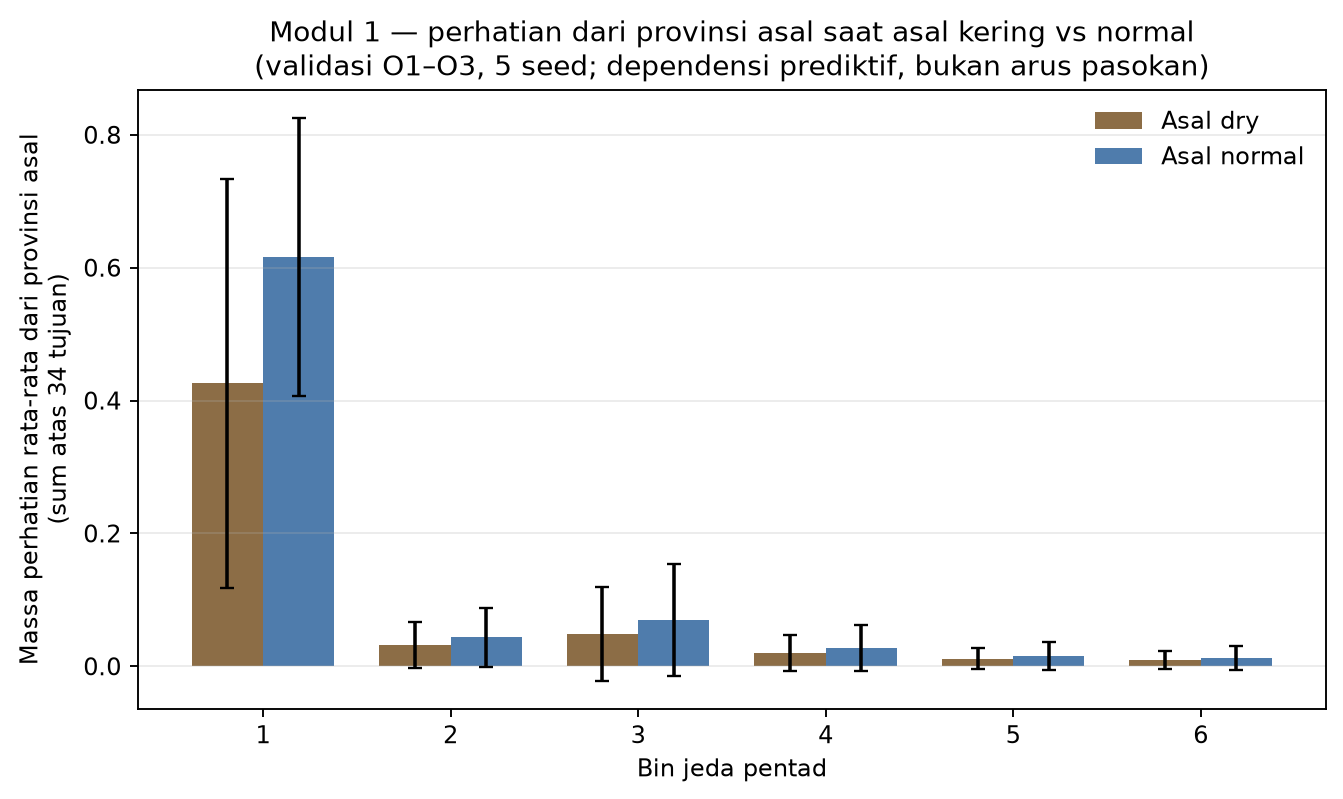 Modul 1 — perhatian dari provinsi asal saat asal kering vs normal
(validasi O1–O3, 5 seed; dependensi prediktif, bukan arus pasokan)
Asal dry
Asal normal
Massa perhatian rata-rata dari provinsi asal
(sum atas 34 tujuan)
0.8
0.6
0.4
0.2
0.0
1 2 3 4 5 6
Bin jeda pentad